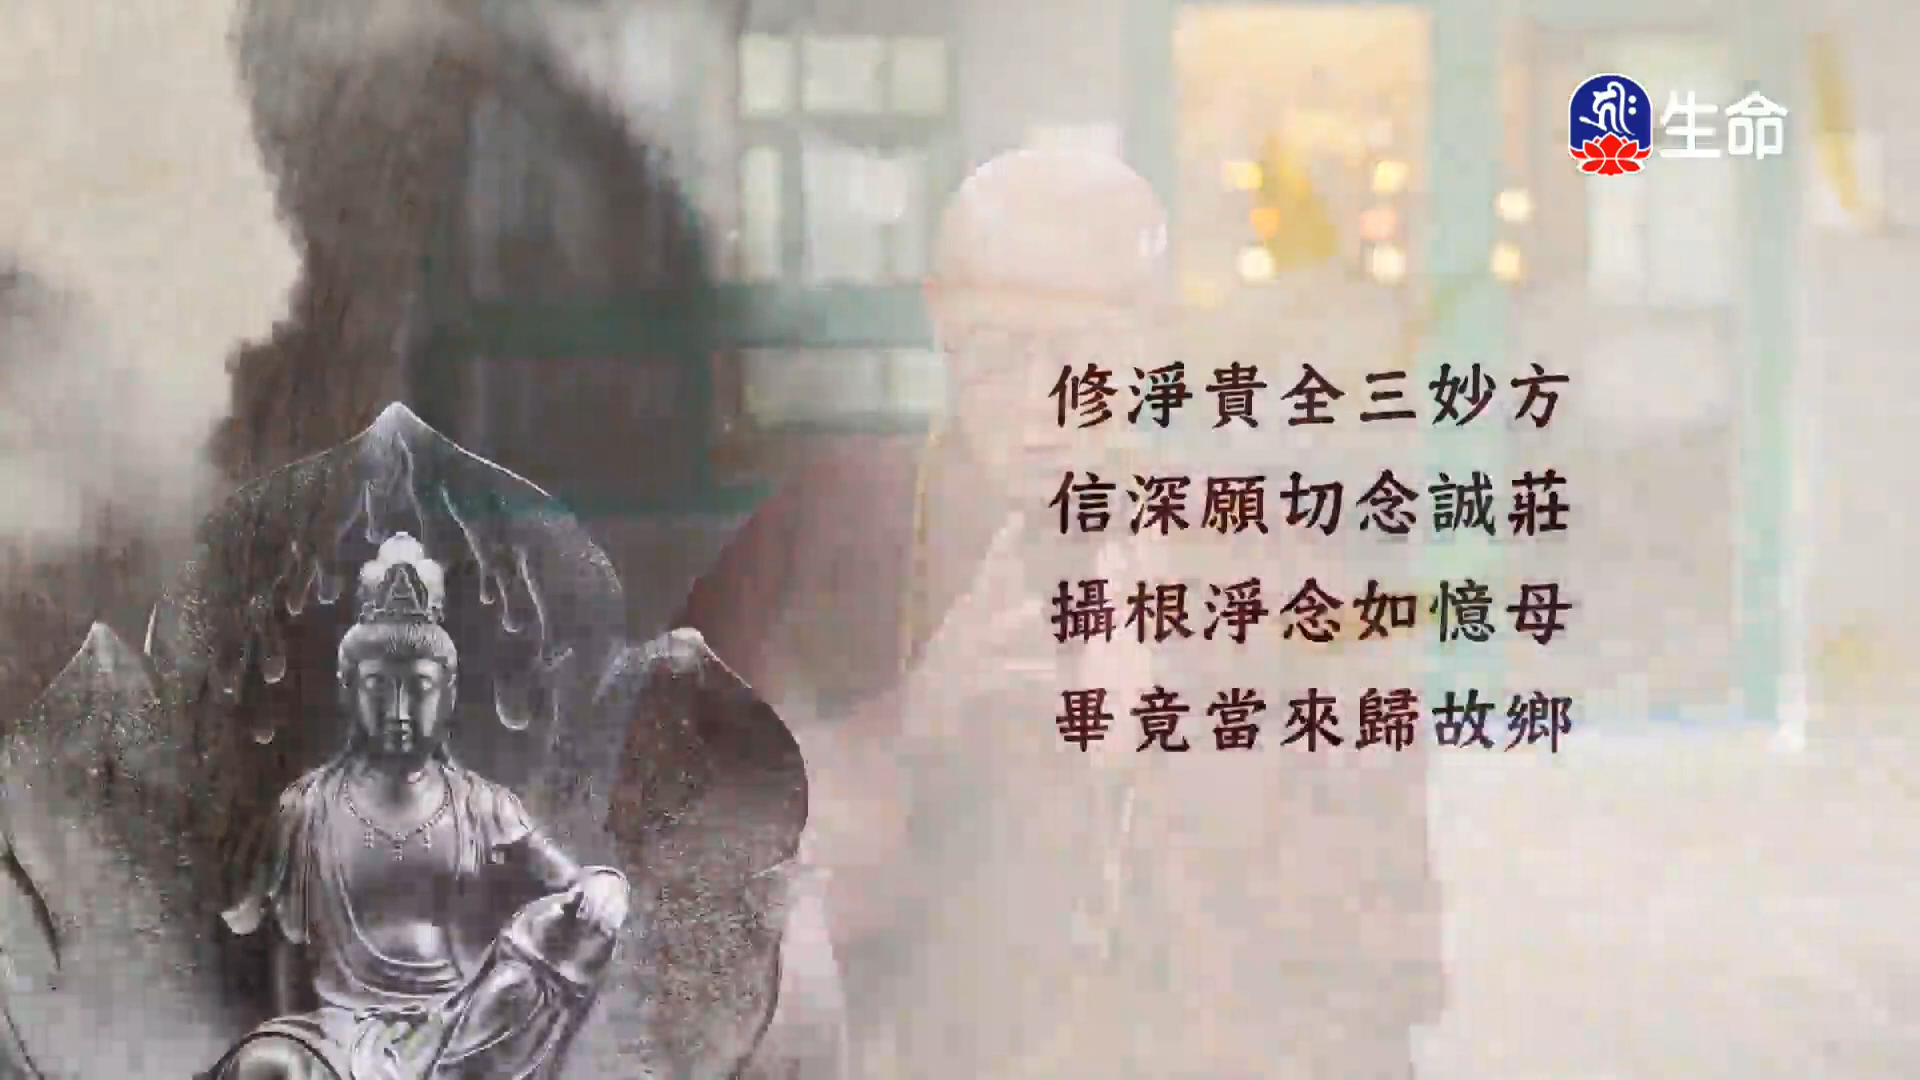 生命
修淨貴全三妙方
信深願切念誠莊
攝根淨念如憶母
畢竟當來歸故鄉